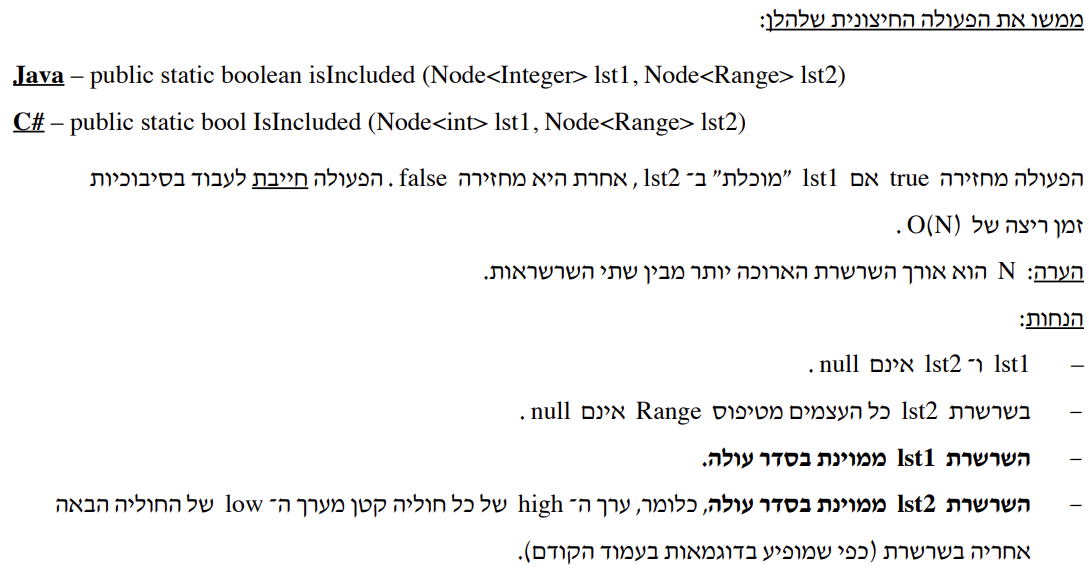 ממשו את הפעולה החיצונית שלהלן:
Java – public static boolean isIncluded (Node<Integer> lst1, Node<Range> lst2)
C# – public static bool IsIncluded (Node<int> lst1, Node<Range> lst2)
הפעולה מחזירה true אם lst1 "מוכלת" ב־ lst2 , אחרת היא מחזירה false . הפעולה חייבת לעבוד בסיבוכיות
זמן ריצה של O(N) .
הערה: N הוא אורך השרשרת הארוכה יותר מבין שתי השרשראות.
הנחות:
– lst1 ו־ lst2 אינם null .
– בשרשרת lst2 כל העצמים מטיפוס Range אינם null .
– השרשרת lst1 ממוינת בסדר עולה.
– השרשרת lst2 ממוינת בסדר עולה, כלומר, ערך ה־ high של כל חוליה קטן מערך ה־ low של החוליה הבאה
אחריה בשרשרת (כפי שמופיע בדוגמאות בעמוד הקודם).